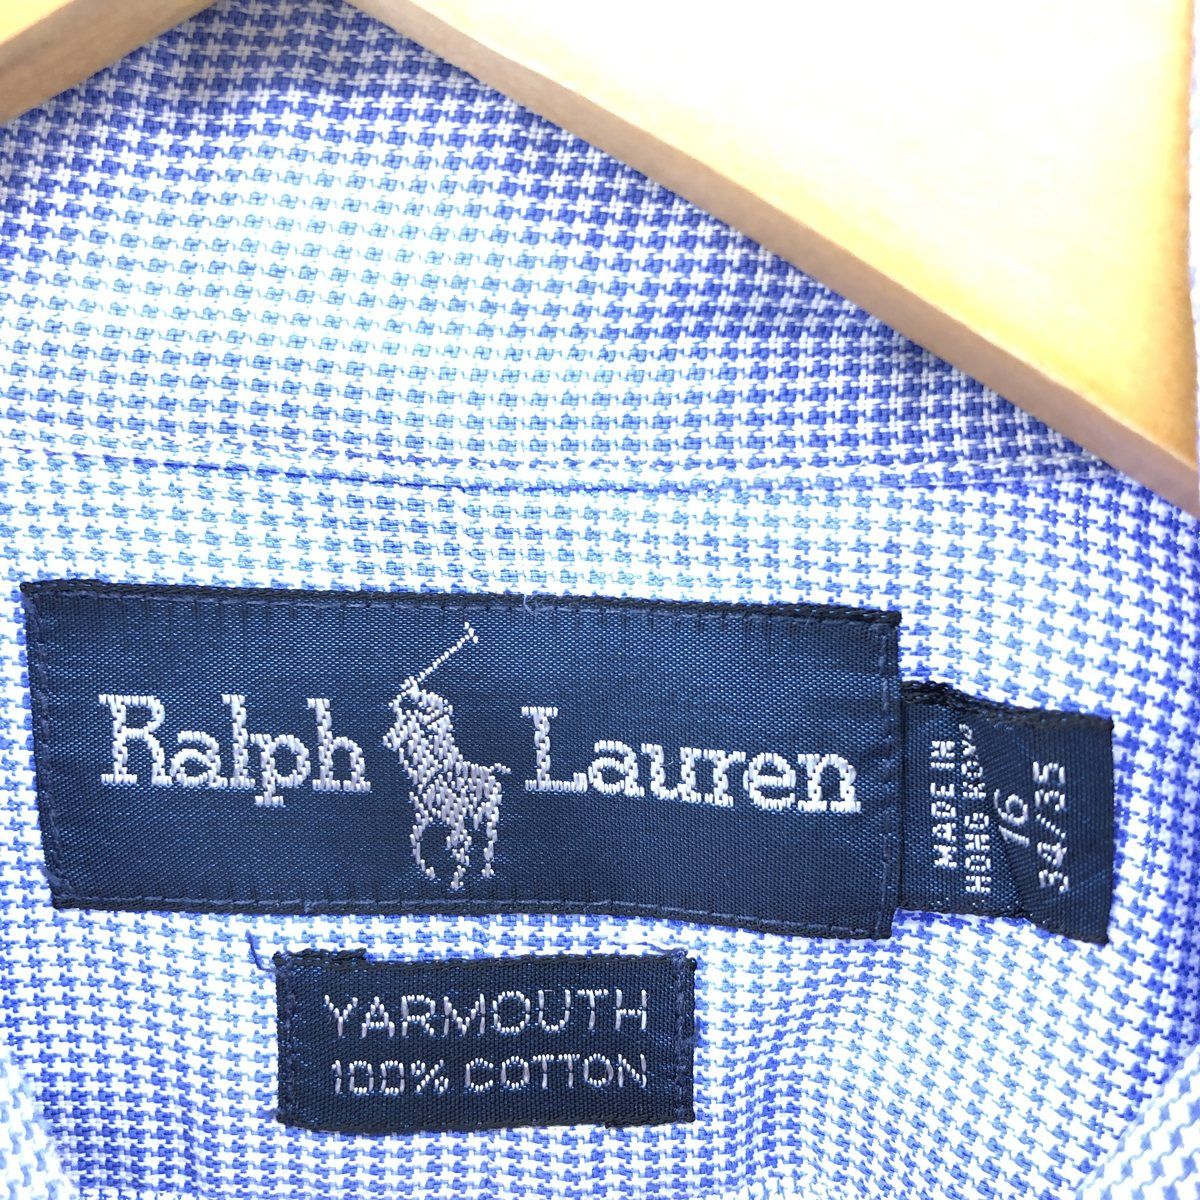 Ralph Lauren
MADE IN
HONG KONG
16
34/35
YARMOUTH
100% COTTON